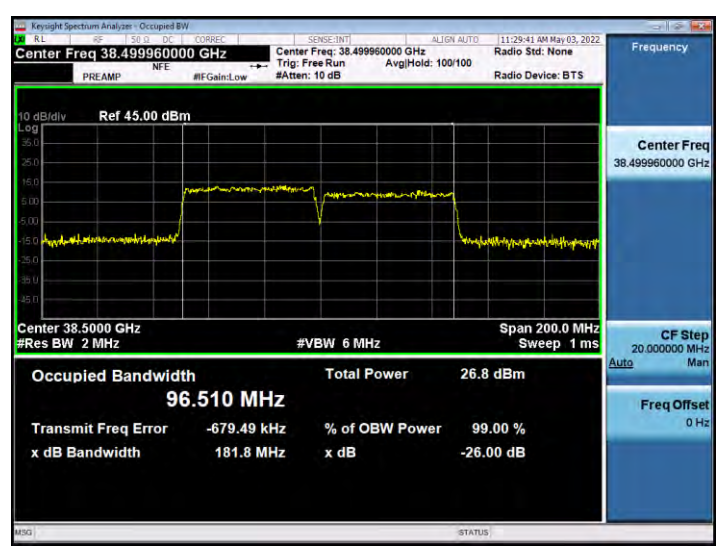 Keysight Spectrum Analyzer - Occupied BW
RL RF 50 Ω DC CORREC SENSE:INT ALIGN AUTO 11:29:41 AM May 03, 2022
Center Freq 38.499960000 GHz
NFE
PREAMP #IFGain:Low
Center Freq: 38.499960000 GHz
Trig: Free Run Avg|Hold: 100/100
#Atten: 10 dB
Radio Std: None
Radio Device: BTS
Frequency
10 dB/div Ref 45.00 dBm
Log
35.0
25.0
15.0
5.00
-5.00
-15.0
-25.0
-35.0
-45.0
Center Freq
38.499960000 GHz
Center 38.5000 GHz Span 200.0 MHz
#Res BW 2 MHz #VBW 6 MHz Sweep 1 ms
CF Step
20.000000 MHz
Auto Man
Occupied Bandwidth Total Power 26.8 dBm
96.510 MHz
Transmit Freq Error -679.49 kHz % of OBW Power 99.00 %
x dB Bandwidth 181.8 MHz x dB -26.00 dB
Freq Offset
0 Hz
MSG STATUS